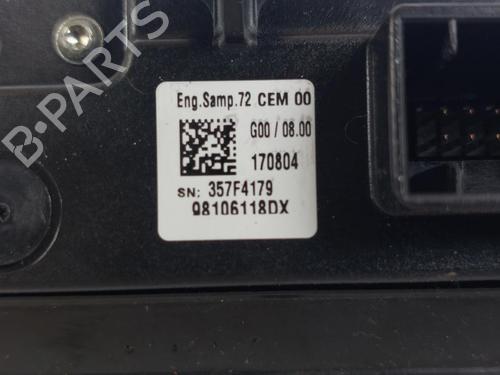 Eng.Samp.72 CEM 00
G00 / 08.00
170804
SN: 357F4179
98106118DX
B-PARTS